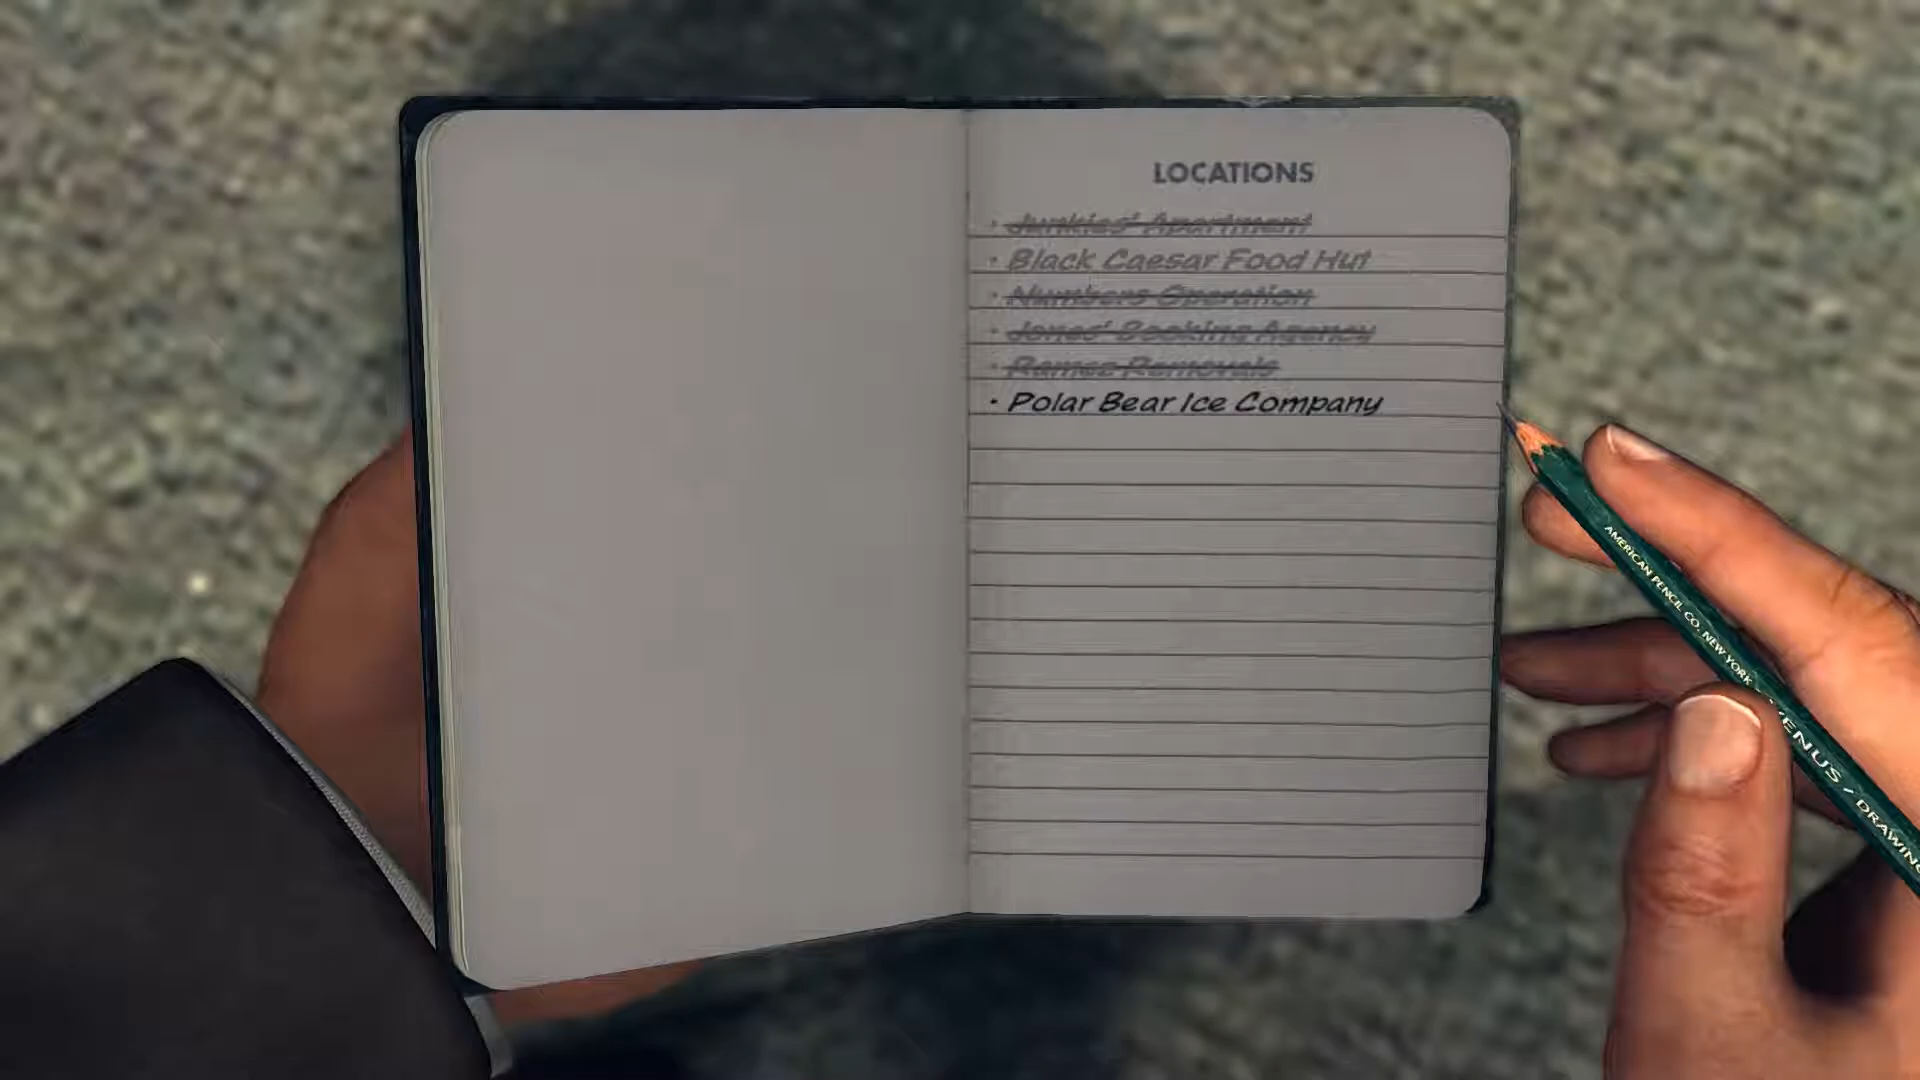 LOCATIONS
· Junkies' Apartment
· Black Caesar Food Hut
· Numbers Operation
· Jones' Booking Agency
· Ramez Removals
· Polar Bear Ice Company
AMERICAN PENCIL CO. NEW YORK
VENUS / DRAWING